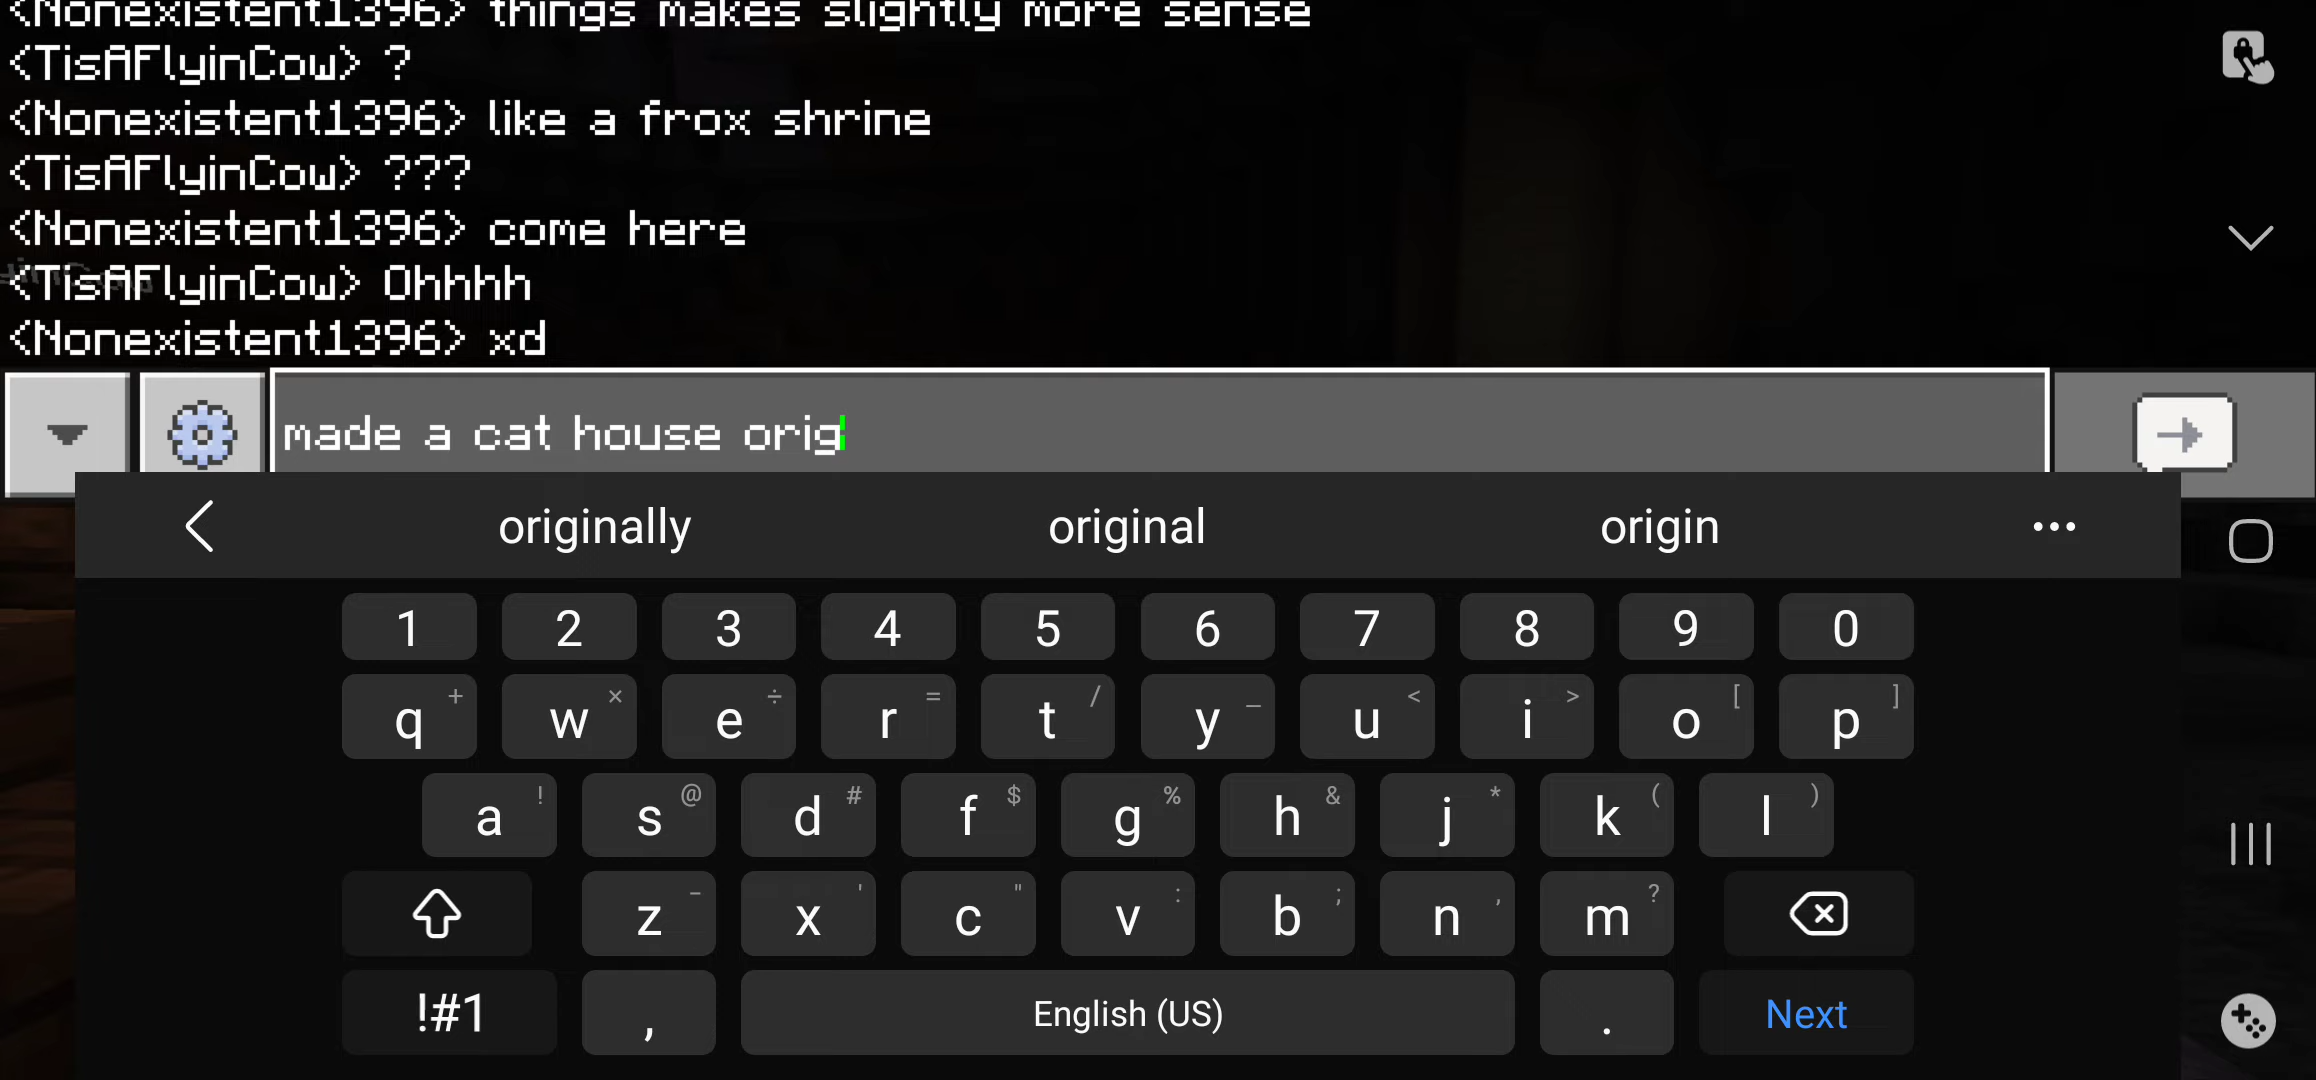 <Nonexistent1396> things makes slightly more sense
<TisAFlyinCow> ?
<Nonexistent1396> like a frox shrine
<TisAFlyinCow> ???
<Nonexistent1396> come here
<TisAFlyinCow> Ohhhh
<Nonexistent1396> xd
made a cat house orig
originally original origin ...
1 2 3 4 5 6 7 8 9 0
q + w × e ÷ r = t / y _ u < i > o [ p ]
a ! s @ d # f $ g % h & j * k ( l )
z - x ' c " v : b ; n , m ?
!#1 , English (US) . Next